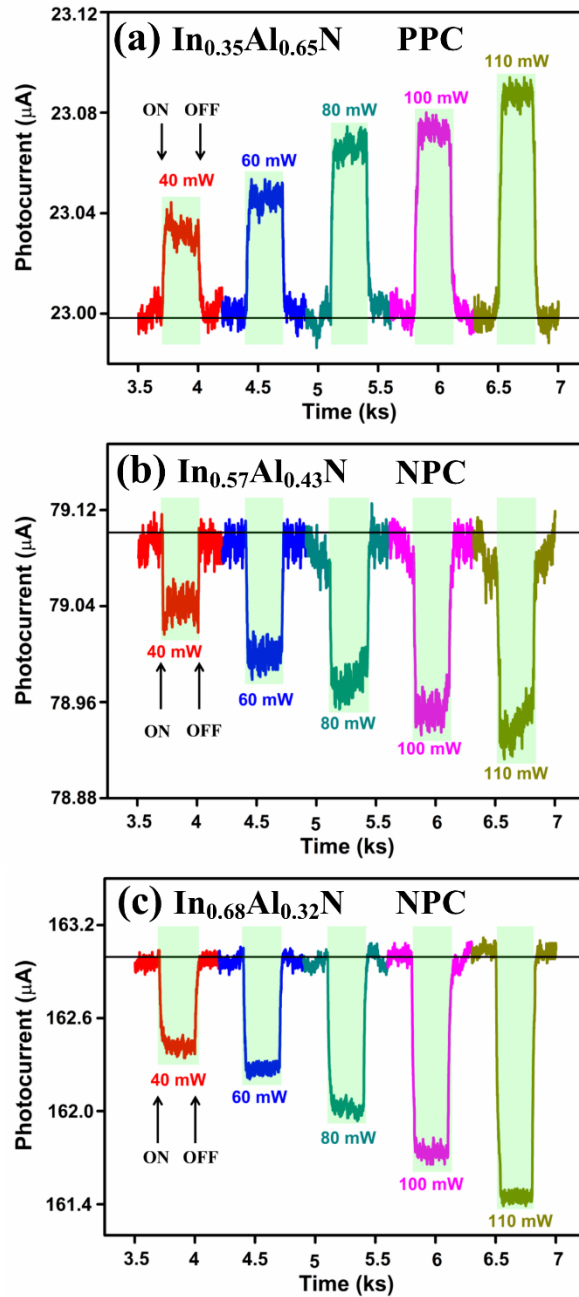 (a) In0.35Al0.65N PPC
23.12
23.08
23.04
23.00
Photocurrent (μA)
ON OFF
40 mW
60 mW
80 mW
100 mW
110 mW
3.5 4 4.5 5 5.5 6 6.5 7
Time (ks)
(b) In0.57Al0.43N NPC
79.12
79.04
78.96
78.88
Photocurrent (μA)
40 mW
60 mW
80 mW
100 mW
110 mW
ON OFF
3.5 4 4.5 5 5.5 6 6.5 7
Time (ks)
(c) In0.68Al0.32N NPC
163.2
162.6
162.0
161.4
Photocurrent (μA)
40 mW
60 mW
80 mW
100 mW
110 mW
ON OFF
3.5 4 4.5 5 5.5 6 6.5 7
Time (ks)